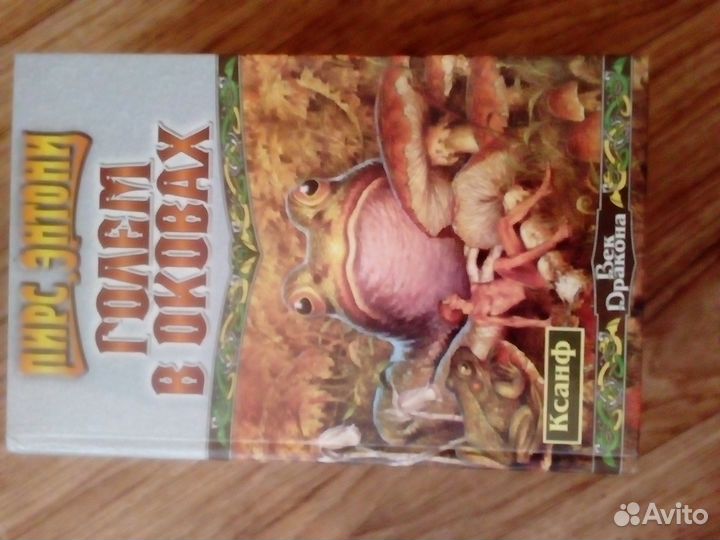 ПИРС ЭНТОНИ
ГОЛЕМ
В ОКОВАХ
Ксанф
Век
Дракона
Avito